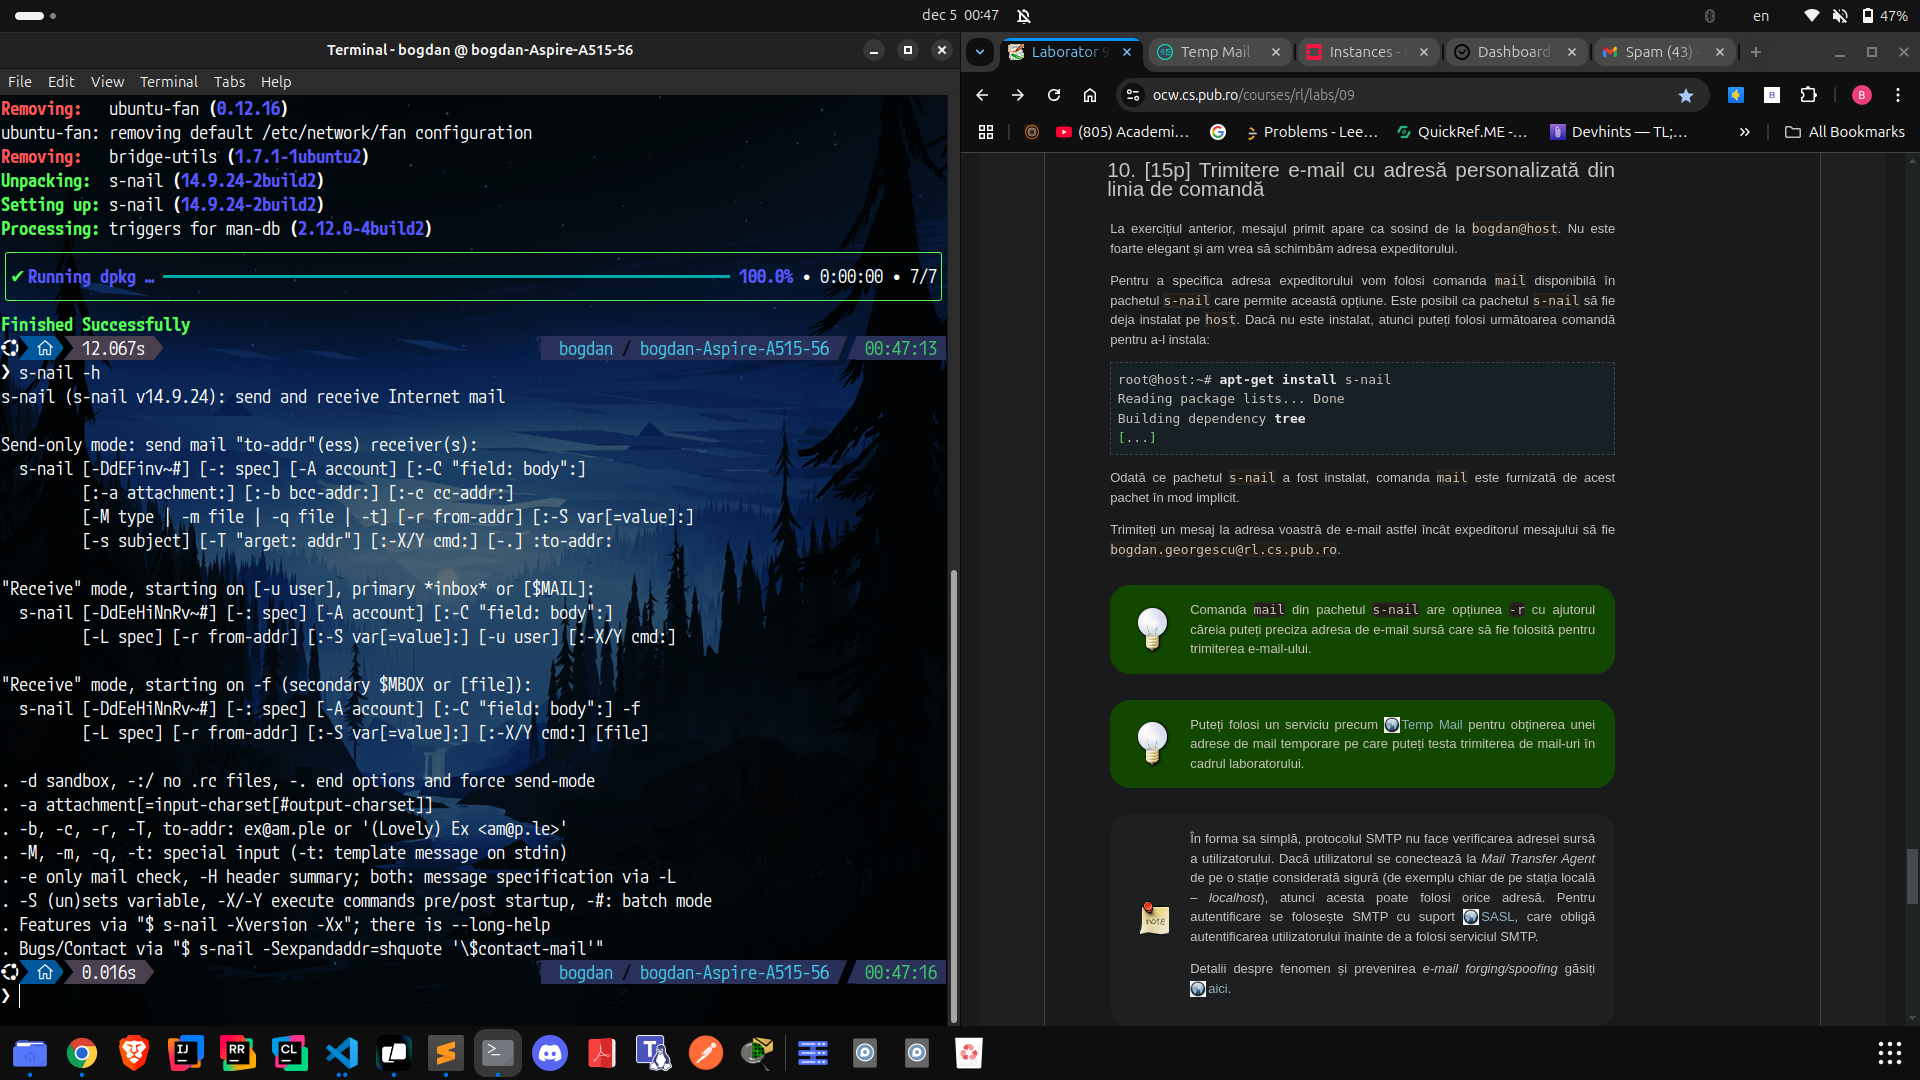 dec 5 00:47
en
47%
Terminal - bogdan @ bogdan-Aspire-A515-56
File Edit View Terminal Tabs Help
Removing: ubuntu-fan (0.12.16)
ubuntu-fan: removing default /etc/network/fan configuration
Removing: bridge-utils (1.7.1-1ubuntu2)
Unpacking: s-nail (14.9.24-2build2)
Setting up: s-nail (14.9.24-2build2)
Processing: triggers for man-db (2.12.0-4build2)
✔ Running dpkg … 100.0% • 0:00:00 • 7/7
Finished Successfully
12.067s bogdan / bogdan-Aspire-A515-56 00:47:13
❯ s-nail -h
s-nail (s-nail v14.9.24): send and receive Internet mail
Send-only mode: send mail "to-addr"(ess) receiver(s):
s-nail [-DdEFinv~#] [-: spec] [-A account] [:-C "field: body":]
[:-a attachment:] [:-b bcc-addr:] [:-c cc-addr:]
[-M type | -m file | -q file | -t] [-r from-addr] [:-S var[=value]:]
[-s subject] [-T "arget: addr"] [:-X/Y cmd:] [-.] :to-addr:
"Receive" mode, starting on [-u user], primary *inbox* or [$MAIL]:
s-nail [-DdEeHiNnRv~#] [-: spec] [-A account] [:-C "field: body":]
[-L spec] [-r from-addr] [:-S var[=value]:] [-u user] [:-X/Y cmd:]
"Receive" mode, starting on -f (secondary $MBOX or [file]):
s-nail [-DdEeHiNnRv~#] [-: spec] [-A account] [:-C "field: body":] -f
[-L spec] [-r from-addr] [:-S var[=value]:] [:-X/Y cmd:] [file]
. -d sandbox, -:/ no .rc files, -. end options and force send-mode
. -a attachment[=input-charset[#output-charset]]
. -b, -c, -r, -T, to-addr: ex@am.ple or '(Lovely) Ex <am@p.le>'
. -M, -m, -q, -t: special input (-t: template message on stdin)
. -e only mail check, -H header summary; both: message specification via -L
. -S (un)sets variable, -X/-Y execute commands pre/post startup, -#: batch mode
. Features via "$ s-nail -Xversion -Xx"; there is --long-help
. Bugs/Contact via "$ s-nail -Sexpandaddr=shquote '\$contact-mail'"
0.016s bogdan / bogdan-Aspire-A515-56 00:47:16
❯
Laborator 9 Temp Mail - Instances - Dashboard Spam (43) -
ocw.cs.pub.ro/courses/rl/labs/09
B B
(805) Academi... Problems - Lee... QuickRef.ME -... Devhints — TL;... » All Bookmarks
10. [15p] Trimitere e-mail cu adresă personalizată din
linia de comandă
La exercițiul anterior, mesajul primit apare ca sosind de la bogdan@host. Nu este
foarte elegant și am vrea să schimbăm adresa expeditorului.
Pentru a specifica adresa expeditorului vom folosi comanda mail disponibilă în
pachetul s-nail care permite această opțiune. Este posibil ca pachetul s-nail să fie
deja instalat pe host. Dacă nu este instalat, atunci puteți folosi următoarea comandă
pentru a-l instala:
root@host:~# apt-get install s-nail
Reading package lists... Done
Building dependency tree
[...]
Odată ce pachetul s-nail a fost instalat, comanda mail este furnizată de acest
pachet în mod implicit.
Trimiteți un mesaj la adresa voastră de e-mail astfel încât expeditorul mesajului să fie
bogdan.georgescu@rl.cs.pub.ro.
Comanda mail din pachetul s-nail are opțiunea -r cu ajutorul
căreia puteți preciza adresa de e-mail sursă care să fie folosită pentru
trimiterea e-mail-ului.
Puteți folosi un serviciu precum Temp Mail pentru obținerea unei
adrese de mail temporare pe care puteți testa trimiterea de mail-uri în
cadrul laboratorului.
În forma sa simplă, protocolul SMTP nu face verificarea adresei sursă
a utilizatorului. Dacă utilizatorul se conectează la Mail Transfer Agent
de pe o stație considerată sigură (de exemplu chiar de pe stația locală
– localhost), atunci acesta poate folosi orice adresă. Pentru
autentificare se folosește SMTP cu suport SASL, care obligă
autentificarea utilizatorului înainte de a folosi serviciul SMTP.
note
Detalii despre fenomen și prevenirea e-mail forging/spoofing găsiți
aici.
IJ RR CL T